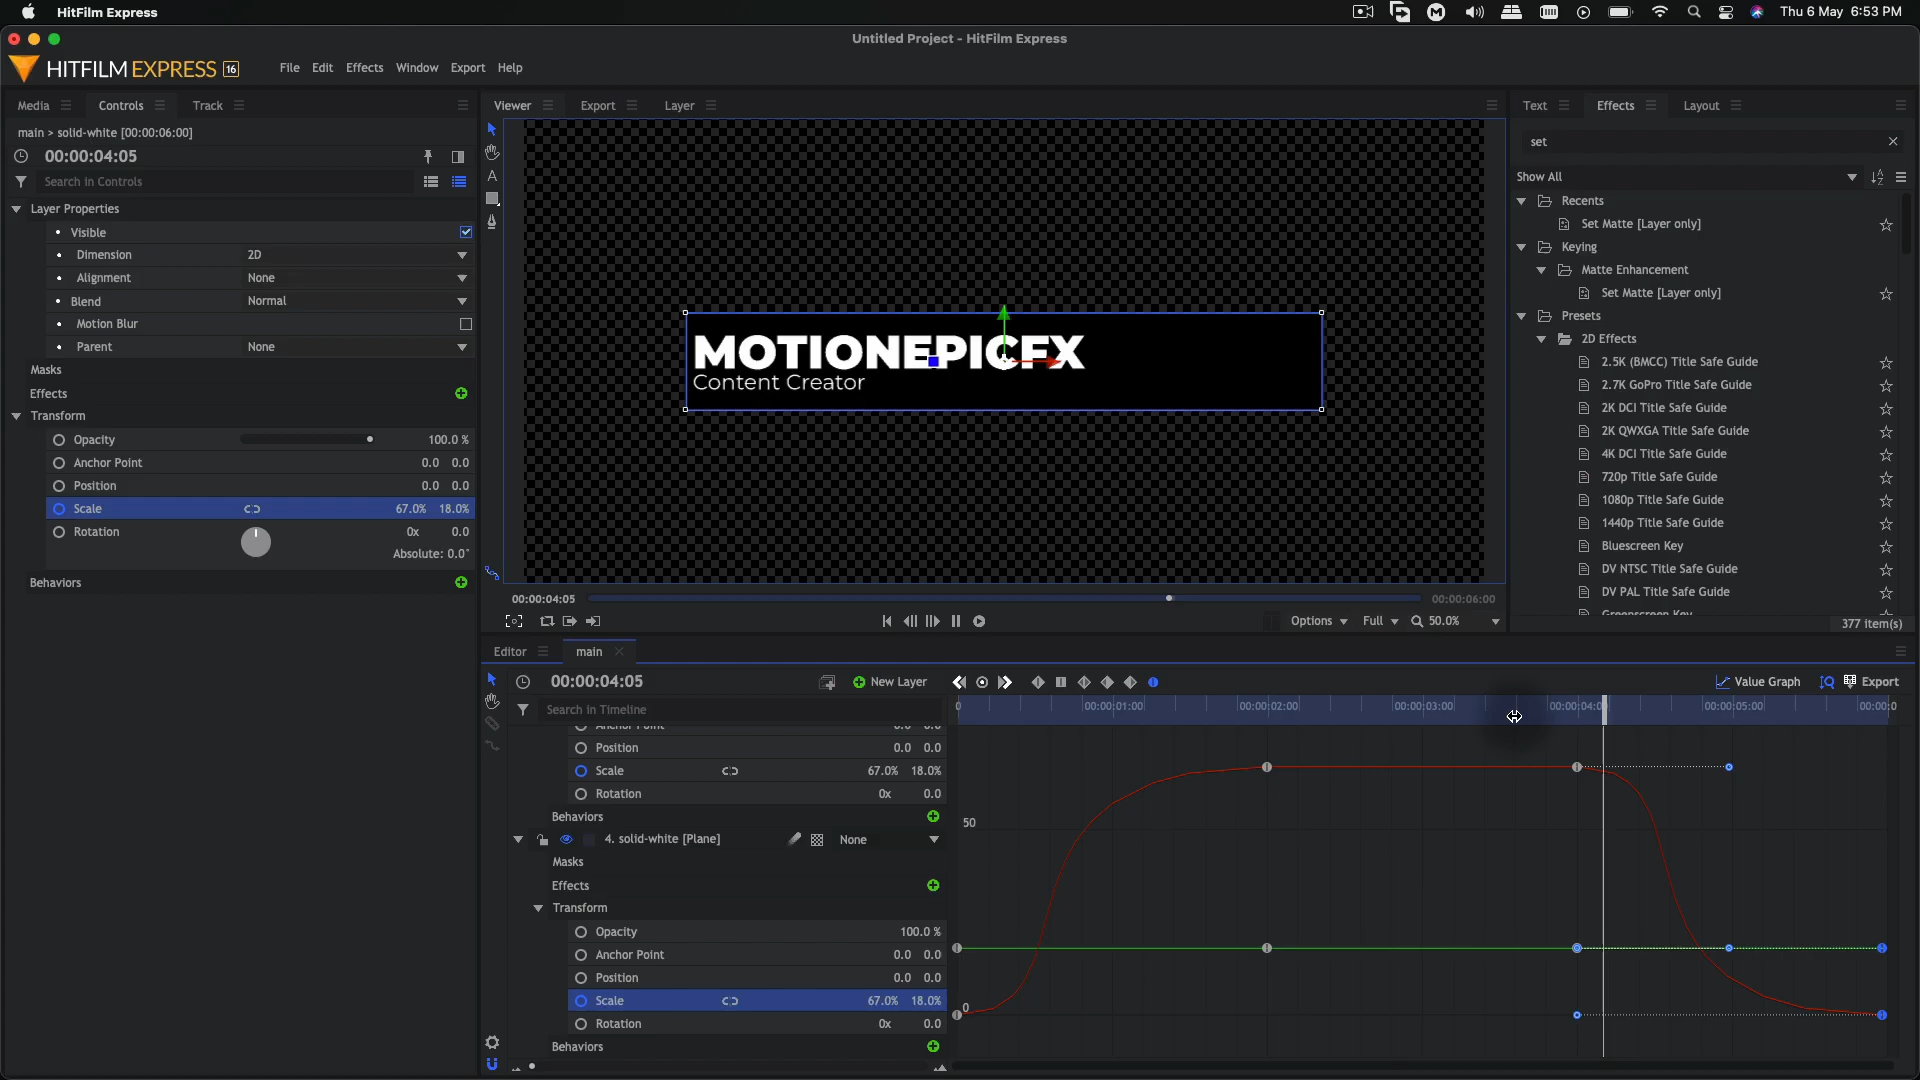 HitFilm Express
Thu 6 May 6:53 PM
Untitled Project - HitFilm Express
HITFILM EXPRESS 16
File Edit Effects Window Export Help
Media
Controls
Track
main > solid-white [00:00:06:00]
00:00:04:05
Search in Controls
Layer Properties
Visible
Dimension 2D
Alignment None
Blend Normal
Motion Blur
Parent None
Masks
Effects
Transform
Opacity 100.0 %
Anchor Point 0.0 0.0
Position 0.0 0.0
Scale 67.0% 18.0%
Rotation 0x 0.0
Absolute: 0.0°
Behaviors
Viewer
Export
Layer
MOTIONEPICFX
Content Creator
00:00:04:05
00:00:06:00
Options Full 50.0%
Text
Effects
Layout
set
Show All
Recents
Set Matte [Layer only]
Keying
Matte Enhancement
Set Matte [Layer only]
Presets
2D Effects
2.5K (BMCC) Title Safe Guide
2.7K GoPro Title Safe Guide
2K DCI Title Safe Guide
2K QWXGA Title Safe Guide
4K DCI Title Safe Guide
720p Title Safe Guide
1080p Title Safe Guide
1440p Title Safe Guide
Bluescreen Key
DV NTSC Title Safe Guide
DV PAL Title Safe Guide
Greenscreen Key
377 item(s)
Editor
main
00:00:04:05
New Layer
Value Graph
Export
Search in Timeline
0 00:00:01:00 00:00:02:00 00:00:03:00 00:00:04:0 00:00:05:00 00:00:0
Anchor Point 0.0 0.0
Position 0.0 0.0
Scale 67.0% 18.0%
Rotation 0x 0.0
Behaviors
4. solid-white [Plane] None
Masks
Effects
Transform
Opacity 100.0 %
Anchor Point 0.0 0.0
Position 0.0 0.0
Scale 67.0% 18.0%
Rotation 0x 0.0
Behaviors
50
0